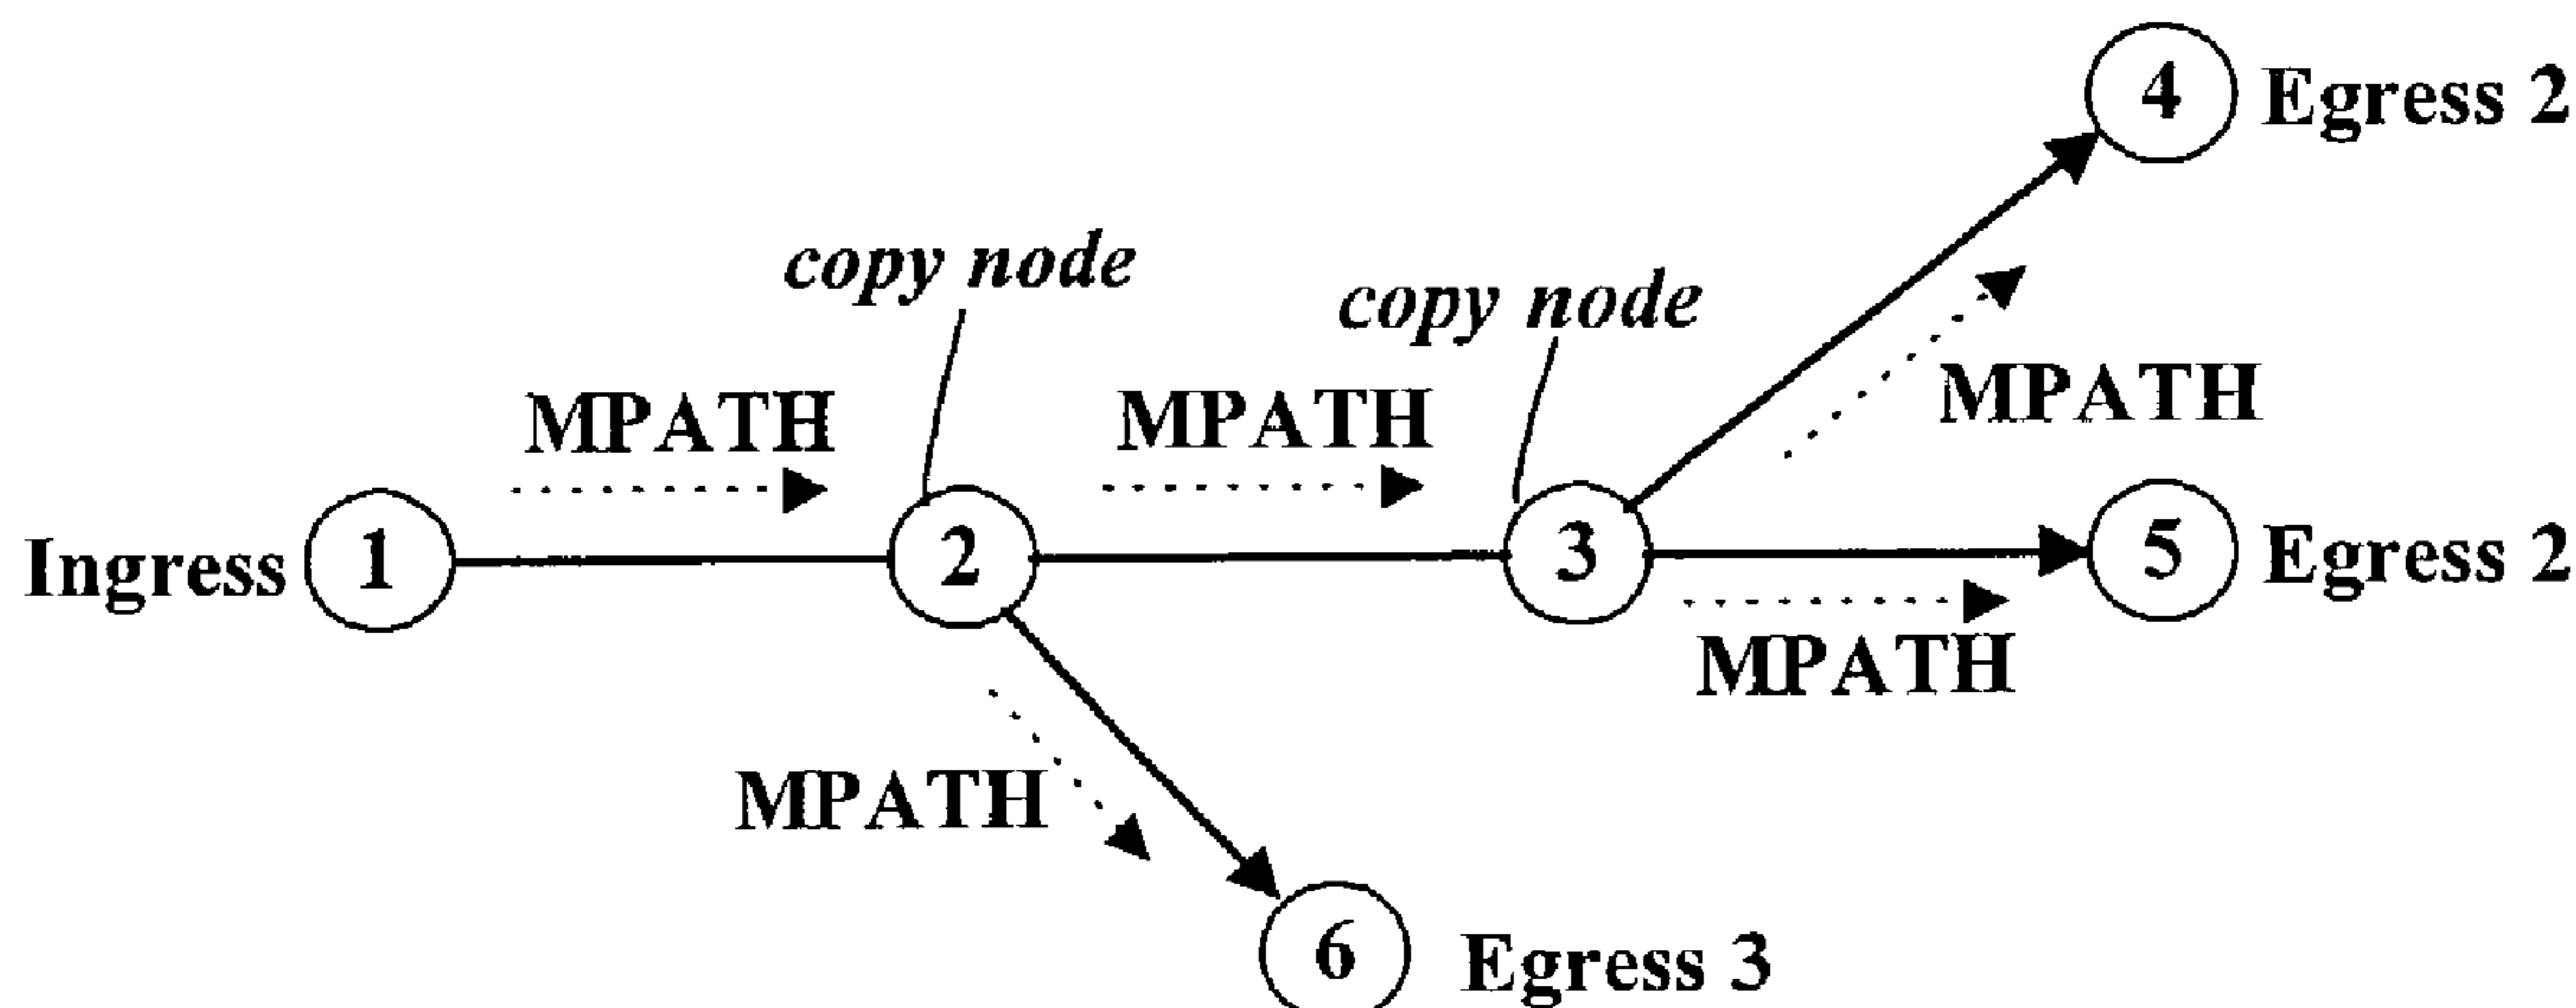 4 Egress 2
copy node
copy node
MPATH
MPATH
MPATH
Ingress 1
2
3
5 Egress 2
MPATH
MPATH
6 Egress 3